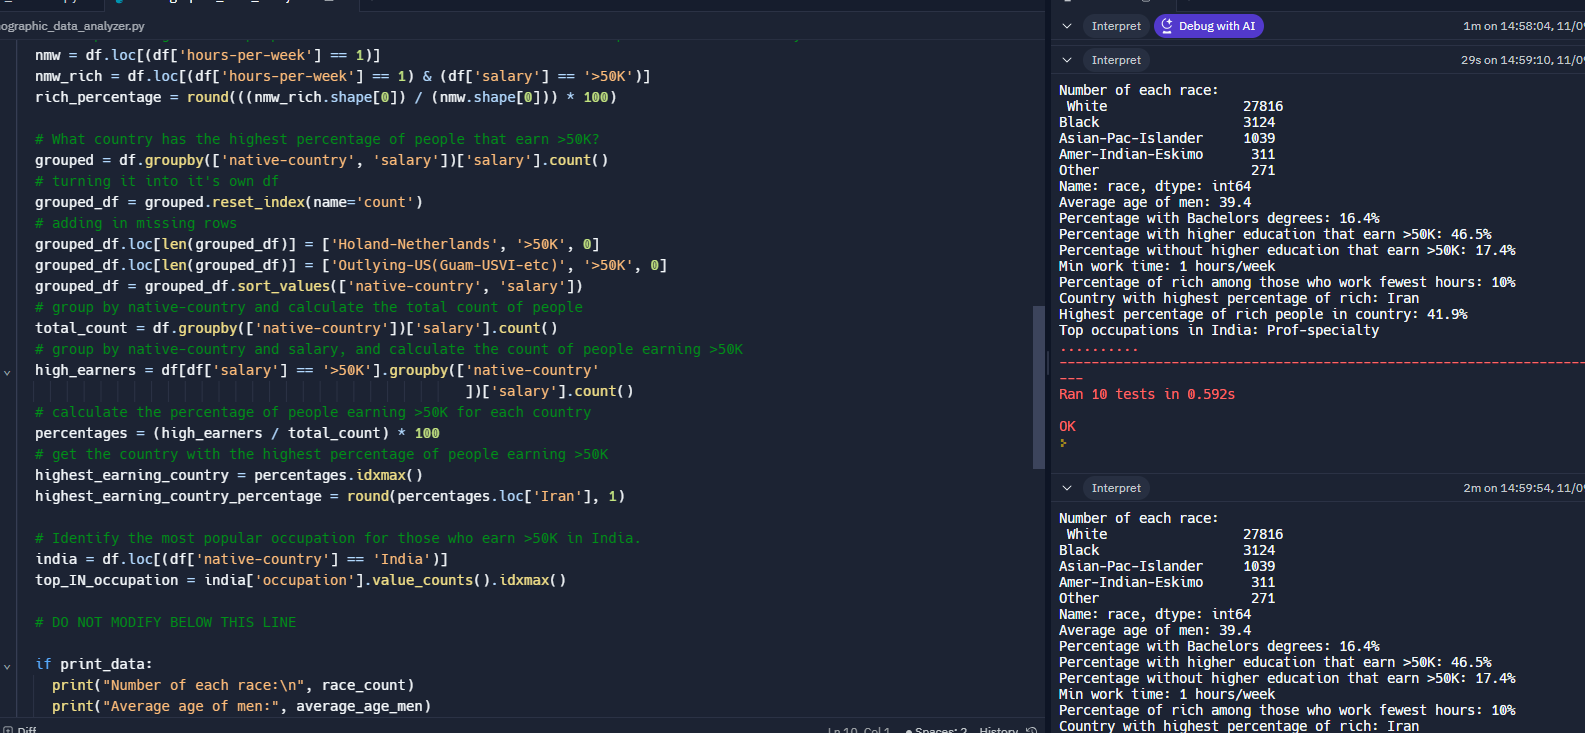 ographic_data_analyzer.py
nmw = df.loc[(df['hours-per-week'] == 1)]
nmw_rich = df.loc[(df['hours-per-week'] == 1) & (df['salary'] == '>50K')]
rich_percentage = round(((nmw_rich.shape[0]) / (nmw.shape[0])) * 100)
# What country has the highest percentage of people that earn >50K?
grouped = df.groupby(['native-country', 'salary'])['salary'].count()
# turning it into it's own df
grouped_df = grouped.reset_index(name='count')
# adding in missing rows
grouped_df.loc[len(grouped_df)] = ['Holand-Netherlands', '>50K', 0]
grouped_df.loc[len(grouped_df)] = ['Outlying-US(Guam-USVI-etc)', '>50K', 0]
grouped_df = grouped_df.sort_values(['native-country', 'salary'])
# group by native-country and calculate the total count of people
total_count = df.groupby(['native-country'])['salary'].count()
# group by native-country and salary, and calculate the count of people earning >50K
high_earners = df[df['salary'] == '>50K'].groupby(['native-country'
])['salary'].count()
# calculate the percentage of people earning >50K for each country
percentages = (high_earners / total_count) * 100
# get the country with the highest percentage of people earning >50K
highest_earning_country = percentages.idxmax()
highest_earning_country_percentage = round(percentages.loc['Iran'], 1)
# Identify the most popular occupation for those who earn >50K in India.
india = df.loc[(df['native-country'] == 'India')]
top_IN_occupation = india['occupation'].value_counts().idxmax()
# DO NOT MODIFY BELOW THIS LINE
if print_data:
print("Number of each race:\n", race_count)
print("Average age of men:", average_age_men)
Diff
Ln 10, Col 1
Spaces: 2
History
Interpret
Debug with AI
1m on 14:58:04, 11/09
Interpret
29s on 14:59:10, 11/09
Number of each race:
White 27816
Black 3124
Asian-Pac-Islander 1039
Amer-Indian-Eskimo 311
Other 271
Name: race, dtype: int64
Average age of men: 39.4
Percentage with Bachelors degrees: 16.4%
Percentage with higher education that earn >50K: 46.5%
Percentage without higher education that earn >50K: 17.4%
Min work time: 1 hours/week
Percentage of rich among those who work fewest hours: 10%
Country with highest percentage of rich: Iran
Highest percentage of rich people in country: 41.9%
Top occupations in India: Prof-specialty
..........
----------------------------------------------------------------------
Ran 10 tests in 0.592s
OK
Interpret
2m on 14:59:54, 11/09
Number of each race:
White 27816
Black 3124
Asian-Pac-Islander 1039
Amer-Indian-Eskimo 311
Other 271
Name: race, dtype: int64
Average age of men: 39.4
Percentage with Bachelors degrees: 16.4%
Percentage with higher education that earn >50K: 46.5%
Percentage without higher education that earn >50K: 17.4%
Min work time: 1 hours/week
Percentage of rich among those who work fewest hours: 10%
Country with highest percentage of rich: Iran